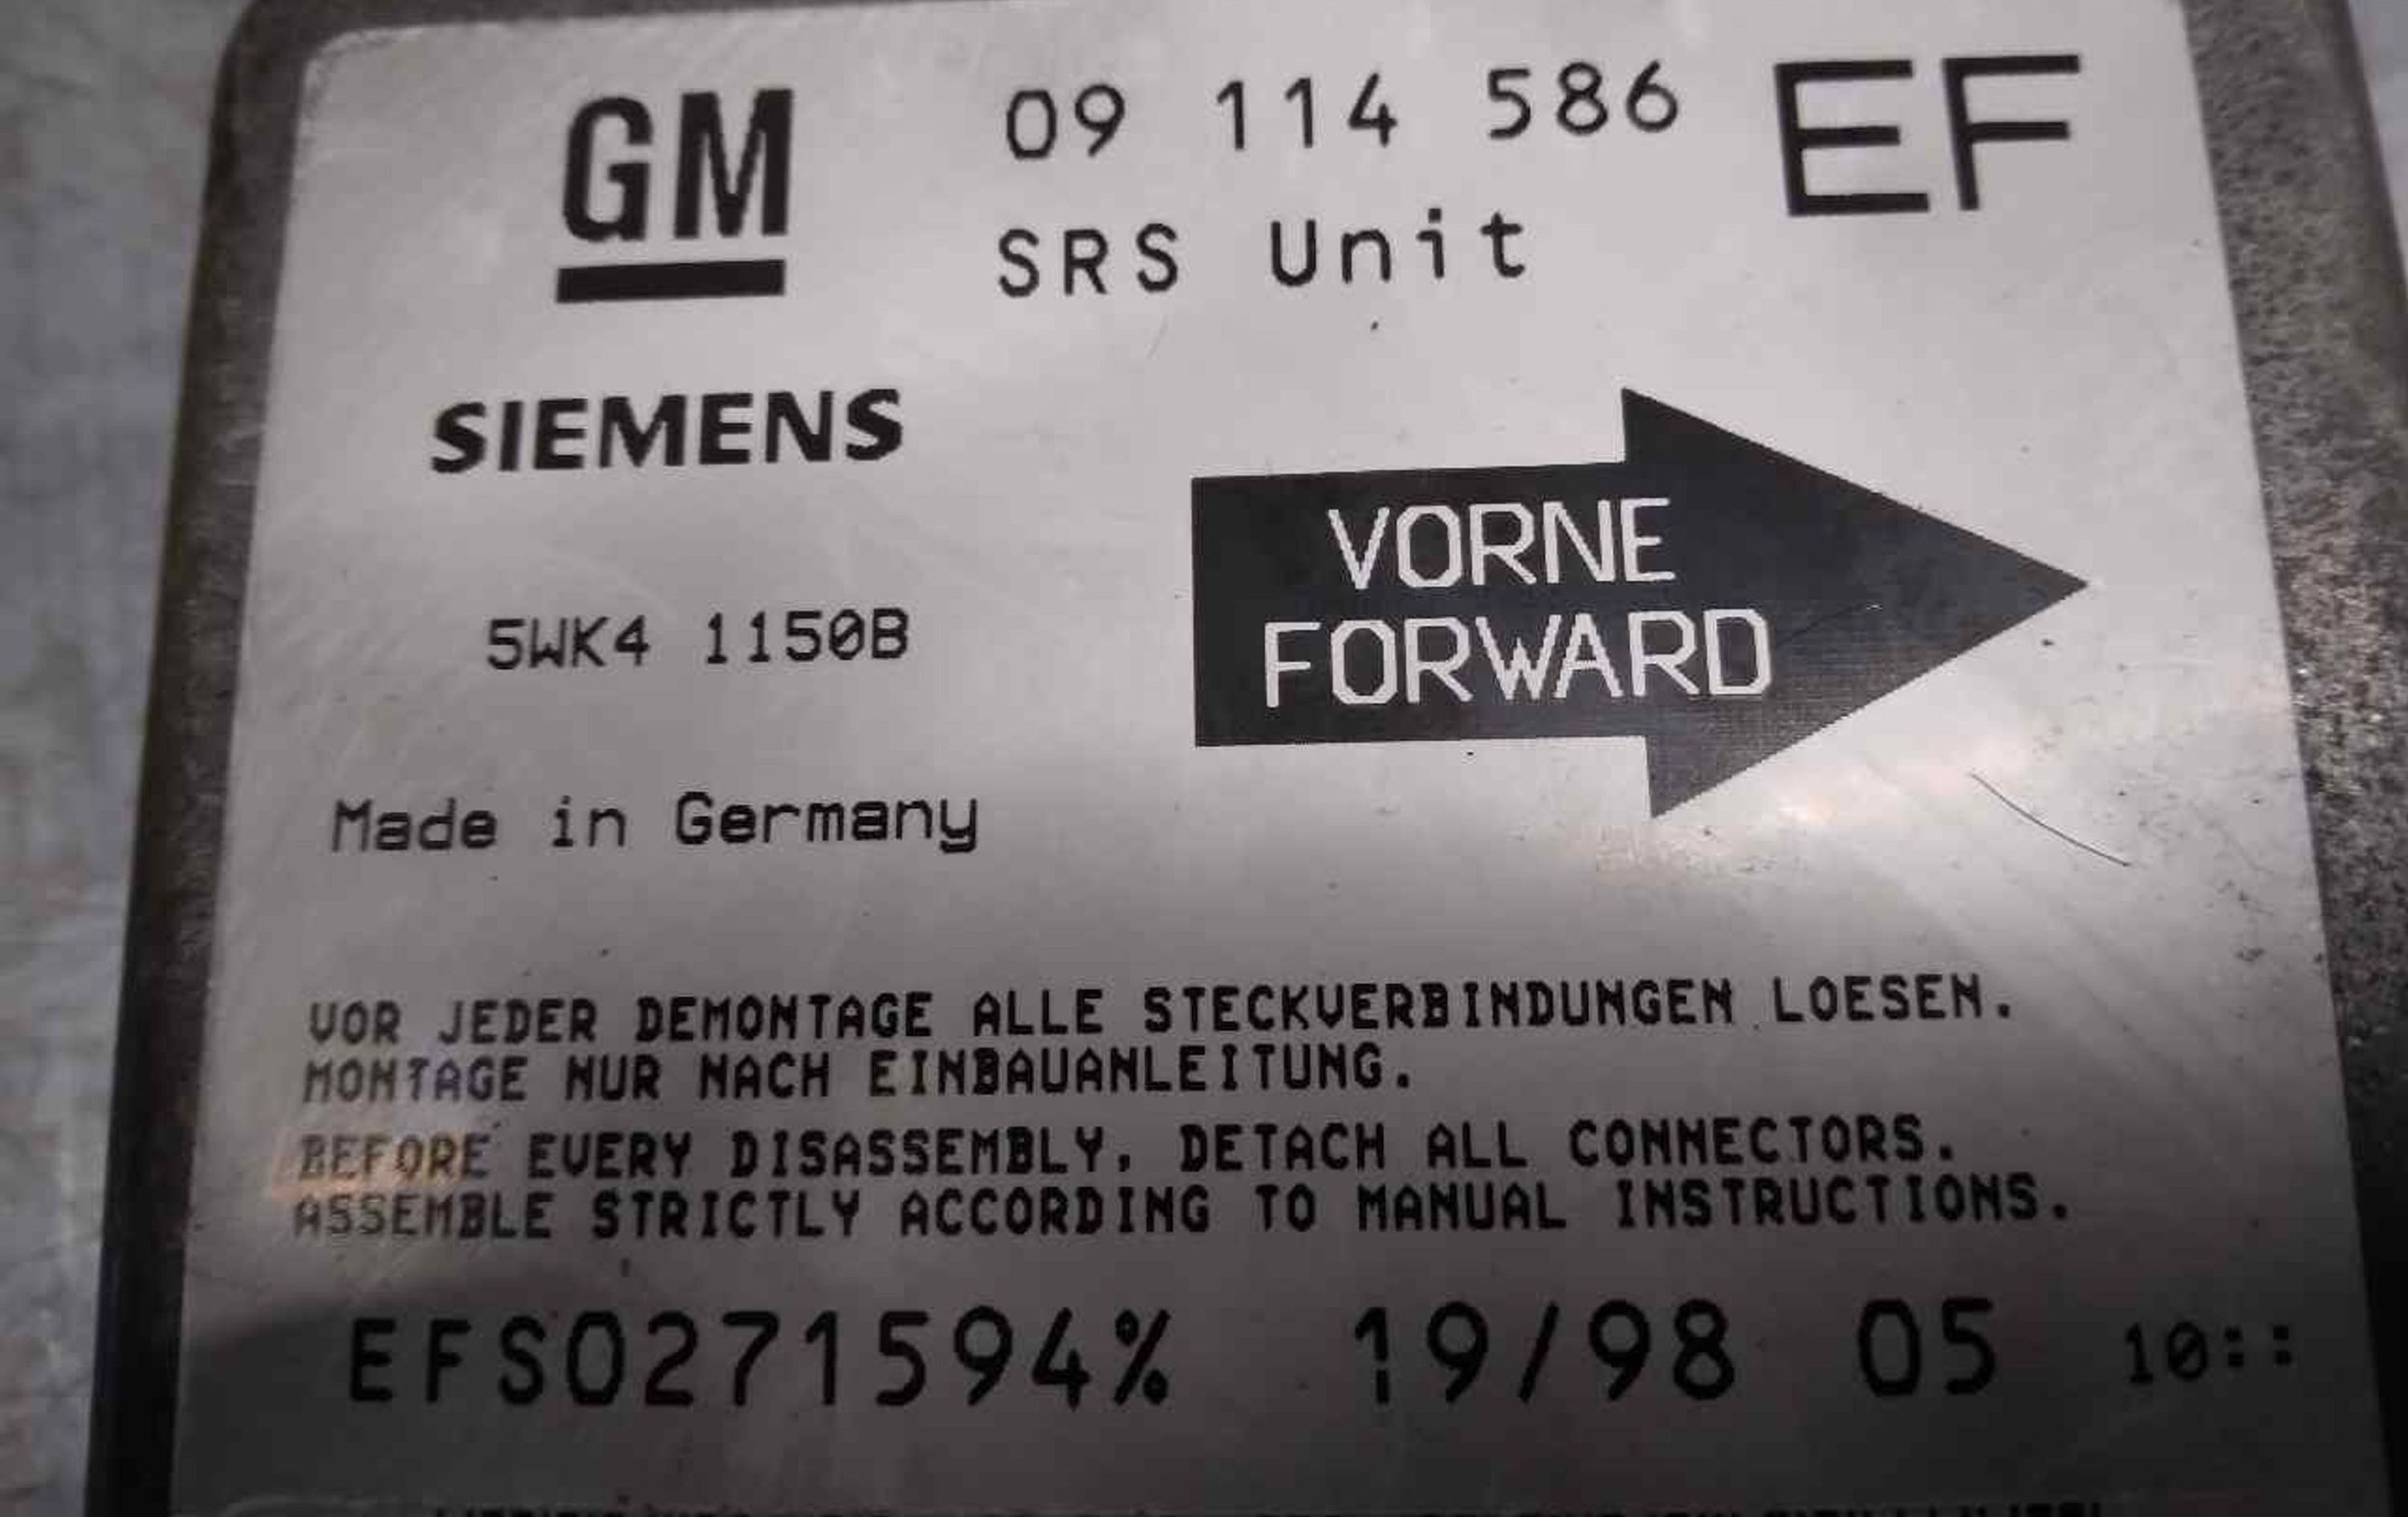 GM 09 114 586 EF
SRS Unit
SIEMENS
VORNE
FORWARD
5WK4 1150B
Made in Germany
VOR JEDER DEMONTAGE ALLE STECKVERBINDUNGEN LOESEN.
MONTAGE NUR NACH EINBAUANLEITUNG.
BEFORE EVERY DISASSEMBLY, DETACH ALL CONNECTORS.
ASSEMBLE STRICTLY ACCORDING TO MANUAL INSTRUCTIONS.
EFS0271594% 19/98 05 10::